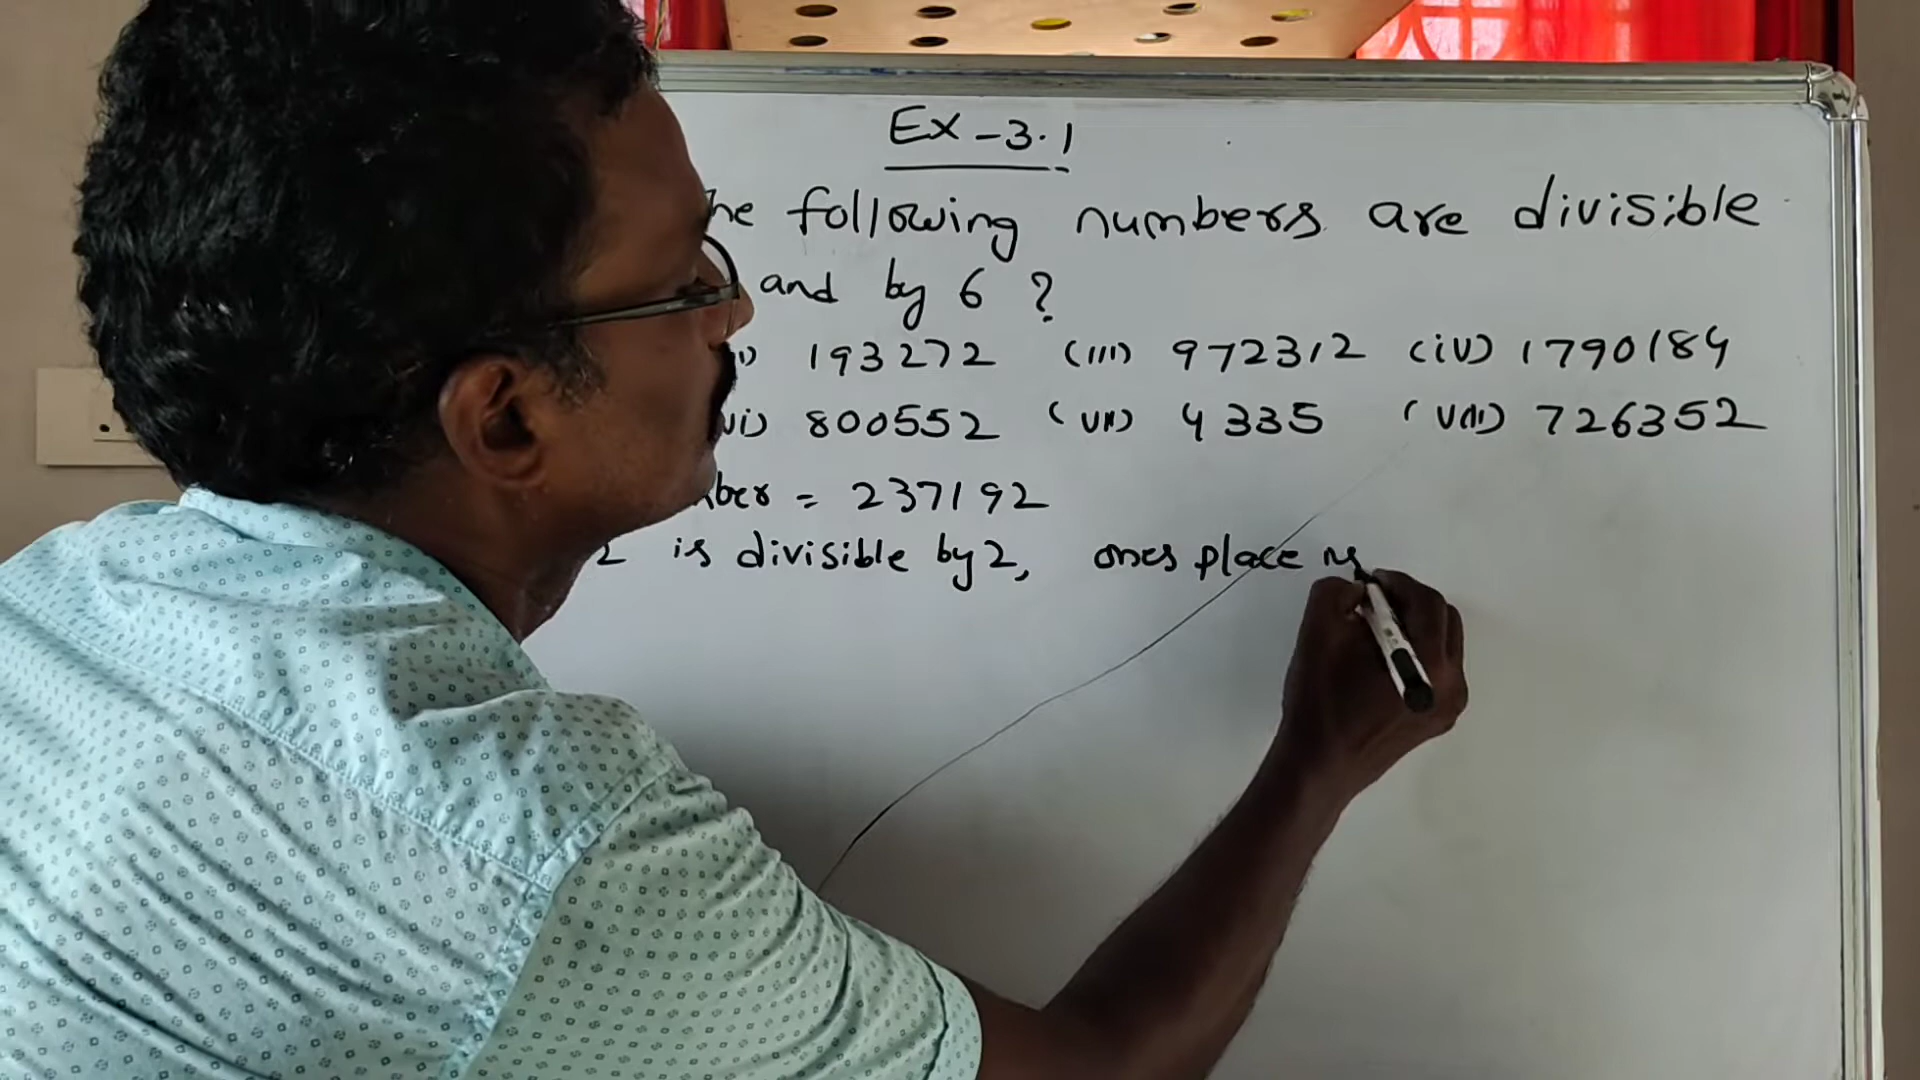 Ex - 3.1
he following numbers are divisible
and by 6 ?
193272 (iii) 972312 (iv) 1790184
vi) 800552 (vii) 4335 (viii) 726352
ber = 237192
2 is divisible by 2, ones place is